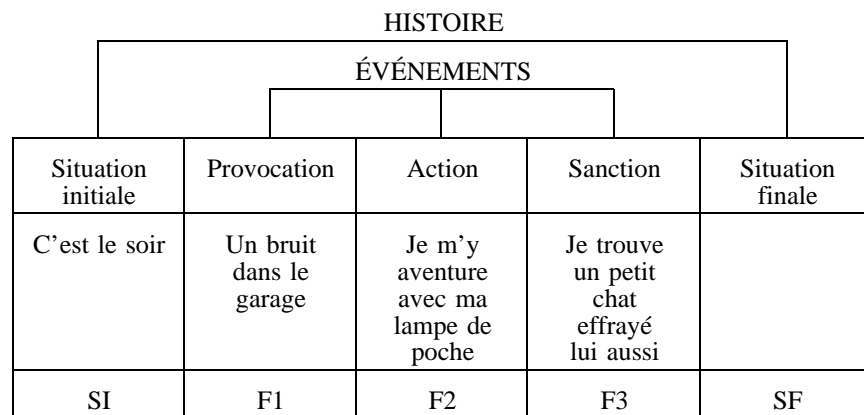 HISTOIRE
ÉVÉNEMENTS
Situation
initiale
Provocation
Action
Sanction
Situation
finale
C'est le soir
Un bruit
dans le
garage
Je m'y
aventure
avec ma
lampe de
poche
Je trouve
un petit
chat
effrayé
lui aussi
SI
F1
F2
F3
SF